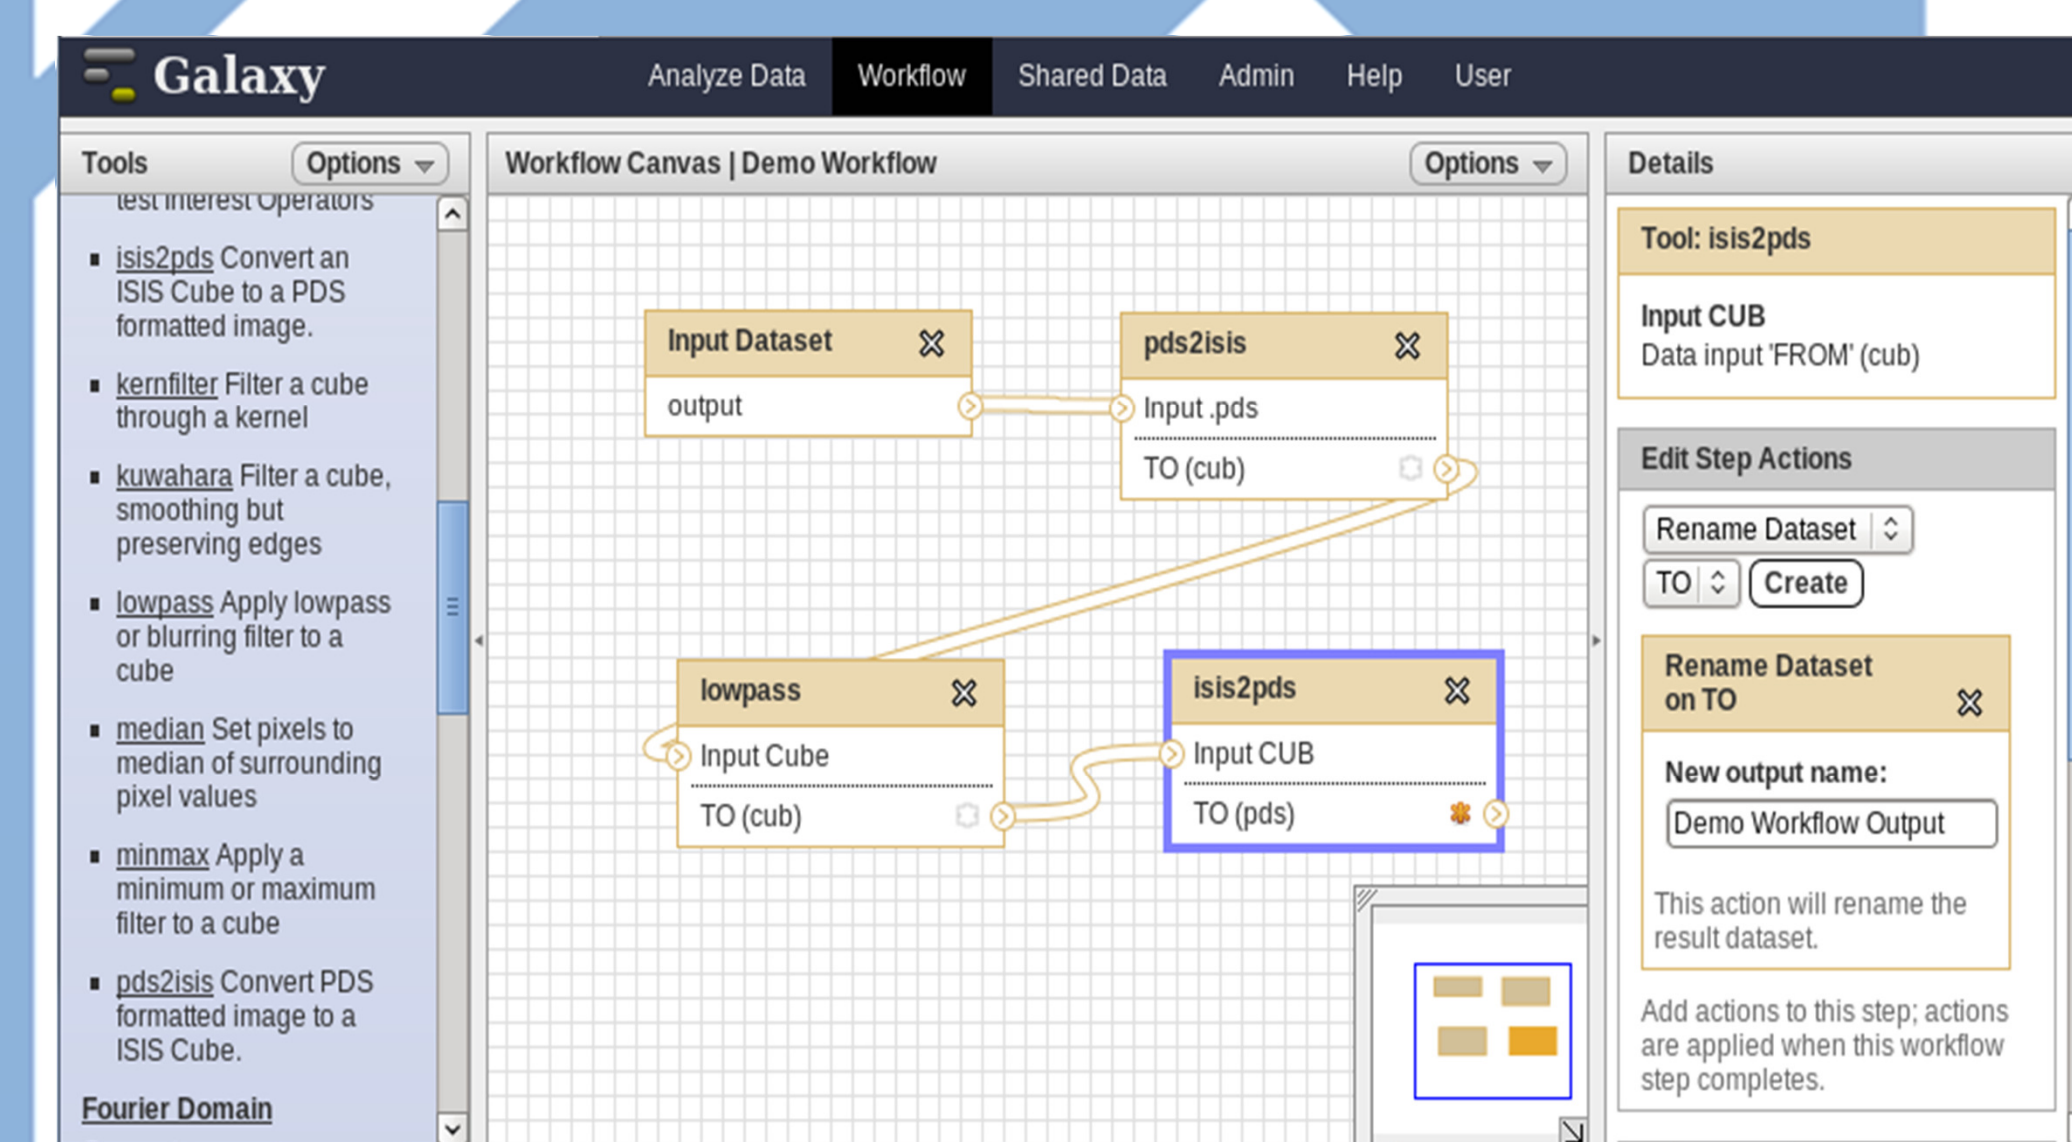 Galaxy
Analyze Data Workflow Shared Data Admin Help User
Tools Options
test Interest Operators
isis2pds Convert an
ISIS Cube to a PDS
formatted image.
kernfilter Filter a cube
through a kernel
kuwahara Filter a cube,
smoothing but
preserving edges
lowpass Apply lowpass
or blurring filter to a
cube
median Set pixels to
median of surrounding
pixel values
minmax Apply a
minimum or maximum
filter to a cube
pds2isis Convert PDS
formatted image to a
ISIS Cube.
Fourier Domain
Workflow Canvas | Demo Workflow Options
Input Dataset
output
pds2isis
Input .pds
TO (cub)
lowpass
Input Cube
TO (cub)
isis2pds
Input CUB
TO (pds)
Details
Tool: isis2pds
Input CUB
Data input 'FROM' (cub)
Edit Step Actions
Rename Dataset
TO Create
Rename Dataset
on TO
New output name:
Demo Workflow Output
This action will rename the
result dataset.
Add actions to this step; actions
are applied when this workflow
step completes.